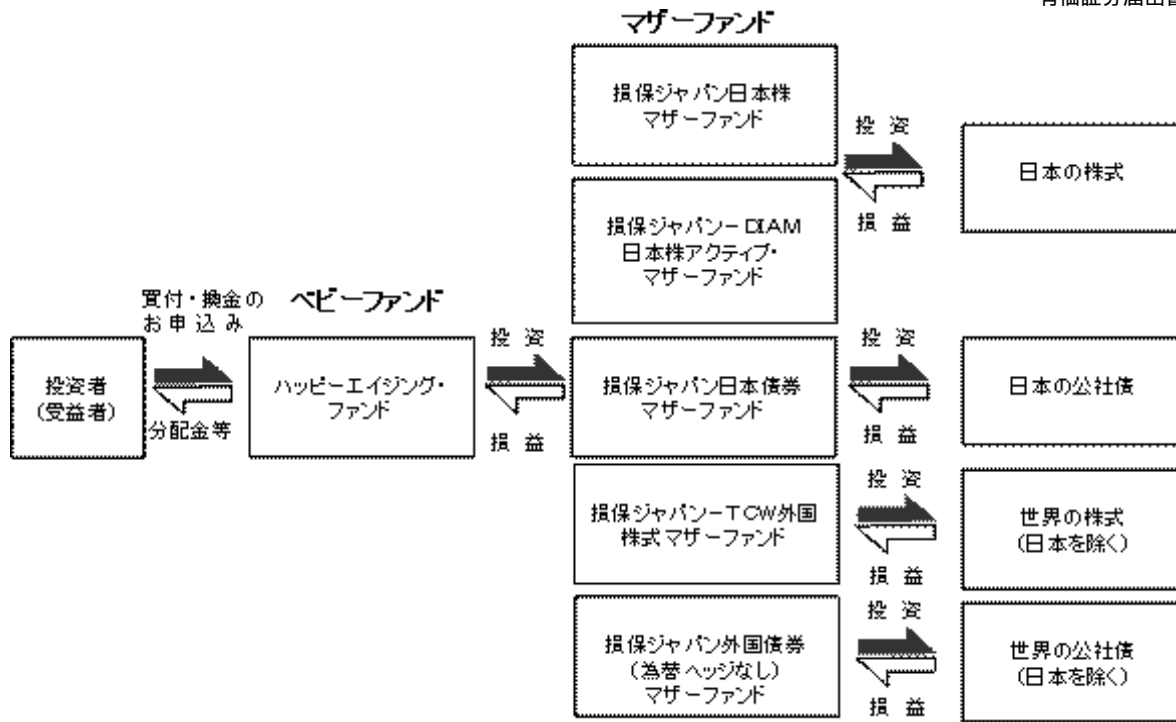 マザーファンド
損保ジャパン日本株
マザーファンド
投資
損益
日本の株式
損保ジャパン－DIAM
日本株アクティブ・
マザーファンド
買付・換金の
お申込み
ベビーファンド
投資者
(受益者)
分配金等
ハッピーエイジング・
ファンド
投資
損益
損保ジャパン日本債券
マザーファンド
投資
損益
日本の公社債
損保ジャパン－TCW外国
株式マザーファンド
投資
損益
世界の株式
(日本を除く)
損保ジャパン外国債券
(為替ヘッジなし)
マザーファンド
投資
損益
世界の公社債
(日本を除く)